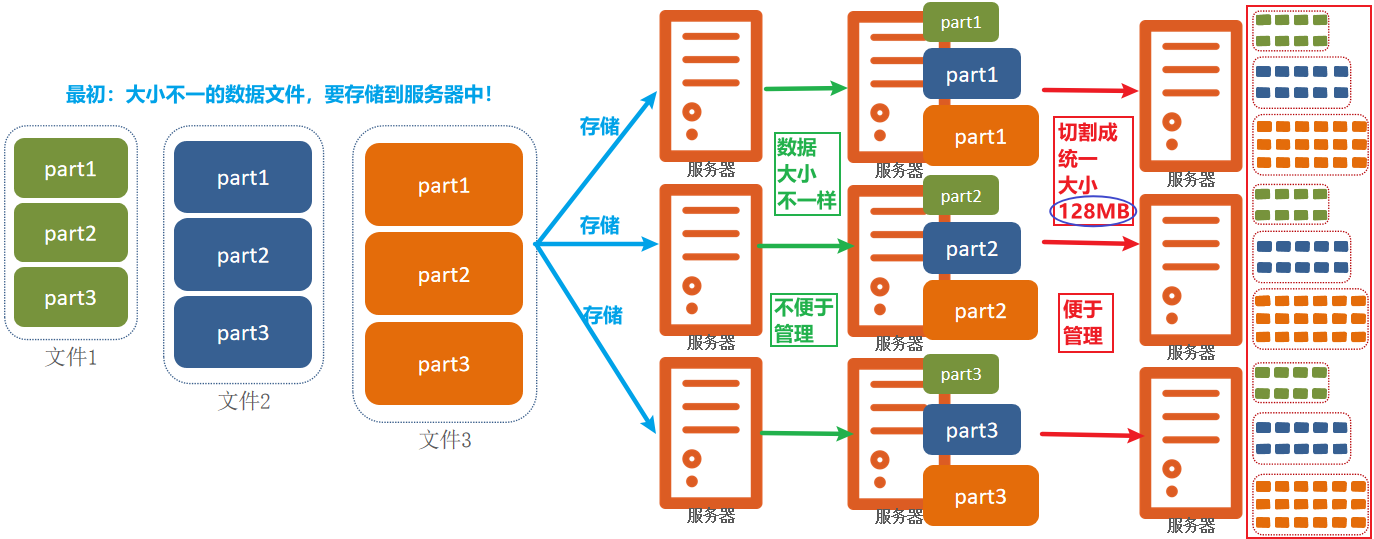 最初：大小不一的数据文件，要存储到服务器中！
part1
part2
part3
文件1
part1
part2
part3
文件2
part1
part2
part3
文件3
存储
存储
存储
服务器
服务器
服务器
数据
大小
不一样
不便于
管理
part1
part1
part1
服务器
part2
part2
part2
服务器
part3
part3
part3
服务器
切割成
统一
大小
128MB
便于
管理
服务器
服务器
服务器